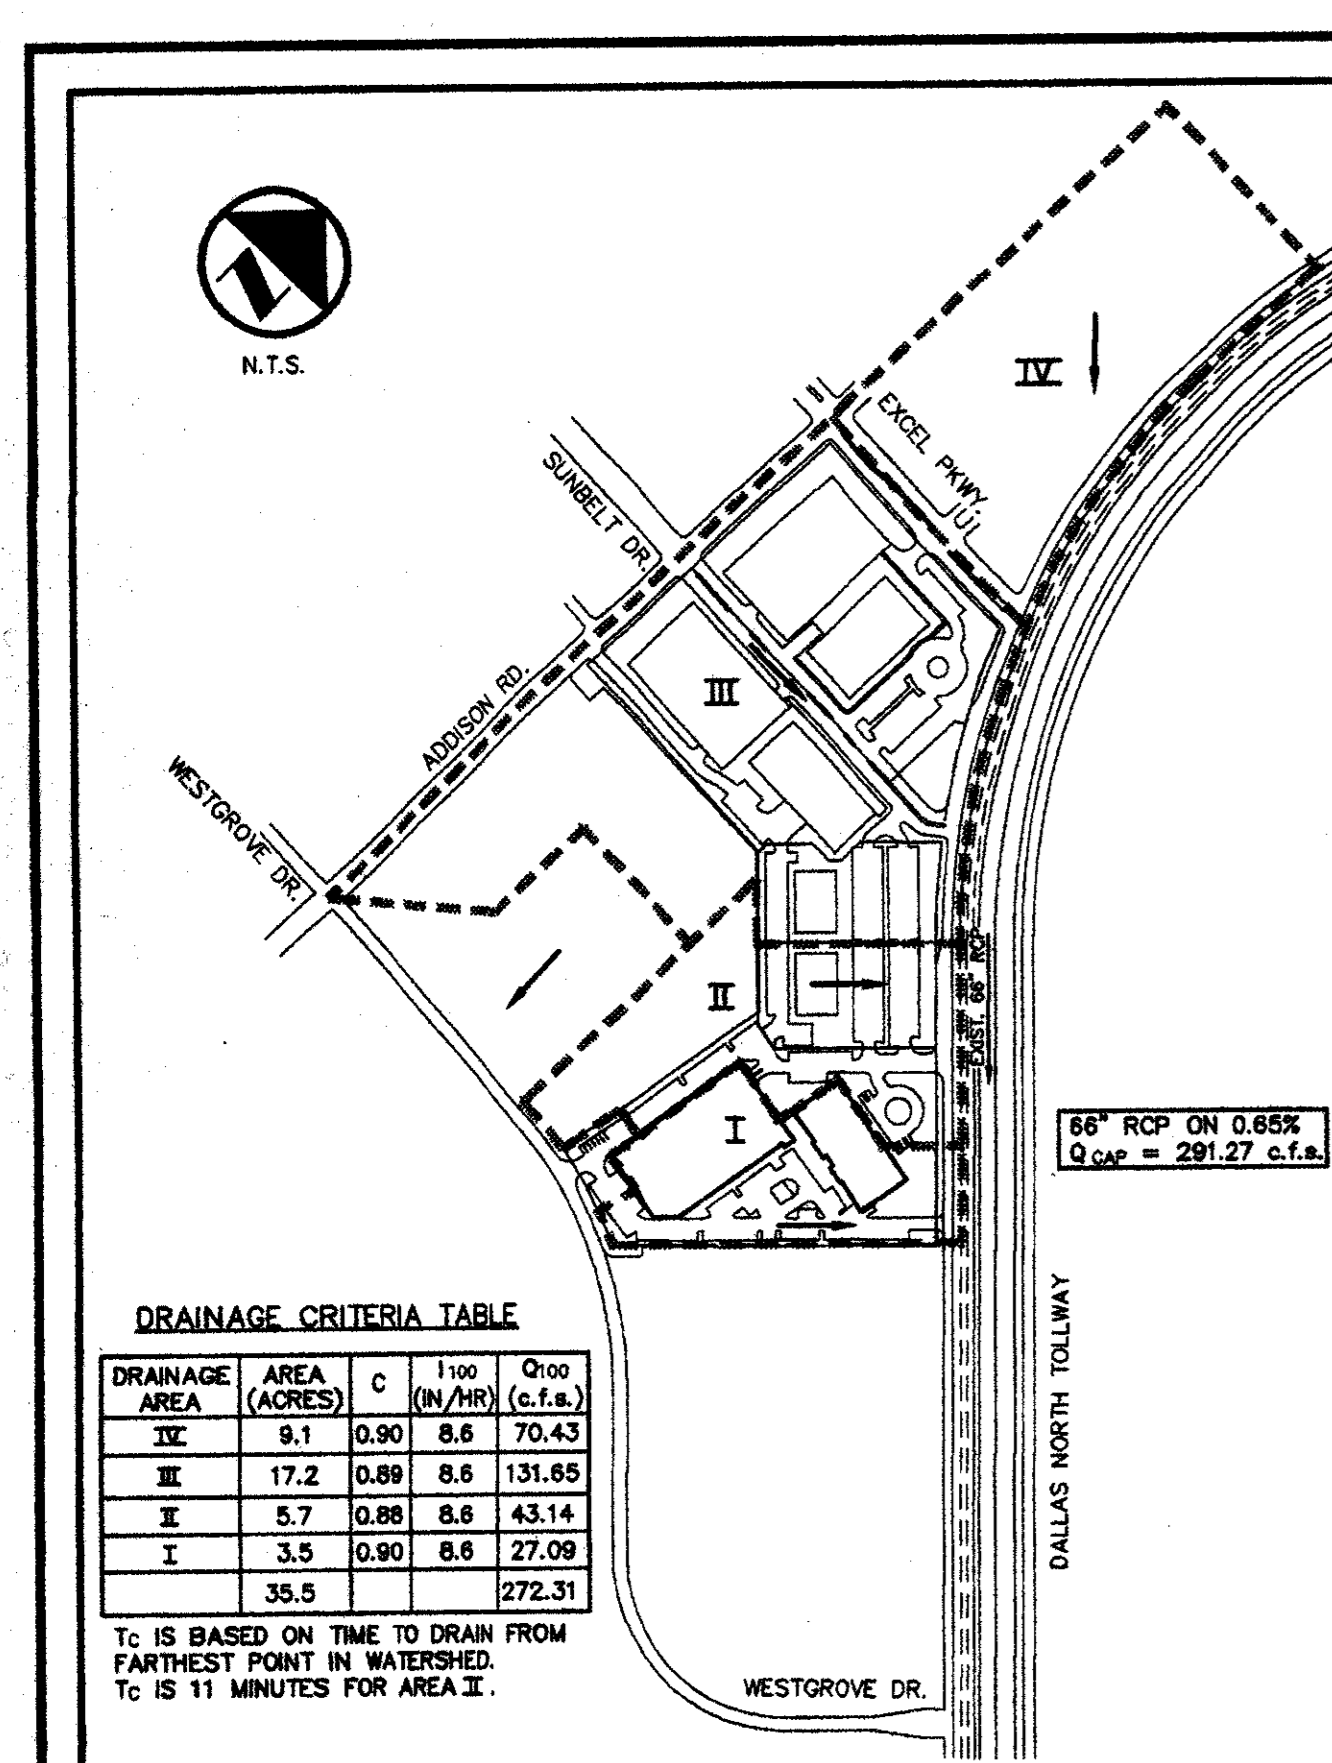 N.T.S.
IV
EXCEL PKWY.
SUNBELT DR.
III
ADDISON RD.
WESTGROVE DR.
II
EXIST. 66" RCP
I
66" RCP ON 0.65%
Q CAP = 291.27 c.f.s.
DALLAS NORTH TOLLWAY
WESTGROVE DR.
DRAINAGE CRITERIA TABLE
DRAINAGE AREA AREA (ACRES) C I100 (IN/HR) Q100 (c.f.s.)
IV 9.1 0.90 8.6 70.43
III 17.2 0.89 8.6 131.65
II 5.7 0.88 8.6 43.14
I 3.5 0.90 8.6 27.09
35.5 272.31
Tc IS BASED ON TIME TO DRAIN FROM
FARTHEST POINT IN WATERSHED.
Tc IS 11 MINUTES FOR AREA II.